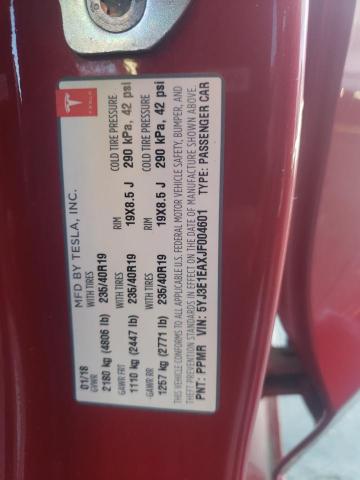 TESLA
MFD BY TESLA, INC.
01/18
GVWR WITH TIRES RIM COLD TIRE PRESSURE
2180 kg (4806 lb) 235/40R19 19X8.5 J 290 kPa, 42 psi
GAWR FRT WITH TIRES RIM COLD TIRE PRESSURE
1110 kg (2447 lb) 235/40R19 19X8.5 J 290 kPa, 42 psi
GAWR RR
1257 kg (2771 lb)
THIS VEHICLE CONFORMS TO ALL APPLICABLE U.S. FEDERAL MOTOR VEHICLE SAFETY, BUMPER, AND
THEFT PREVENTION STANDARDS IN EFFECT ON THE DATE OF MANUFACTURE SHOWN ABOVE.
PNT: PPMR VIN: 5YJ3E1EAXJF004601 TYPE: PASSENGER CAR